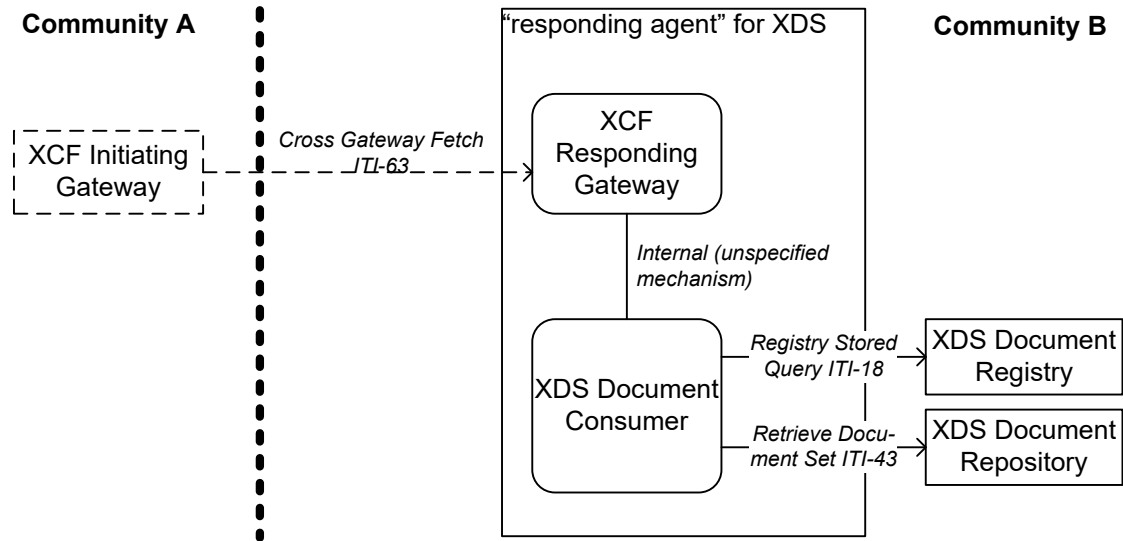 Community A
“responding agent” for XDS
Community B
XCF Initiating
Gateway
Cross Gateway Fetch
ITI-63
XCF
Responding
Gateway
Internal (unspecified
mechanism)
XDS Document
Consumer
Registry Stored
Query ITI-18
XDS Document
Registry
Retrieve Docu-
ment Set ITI-43
XDS Document
Repository